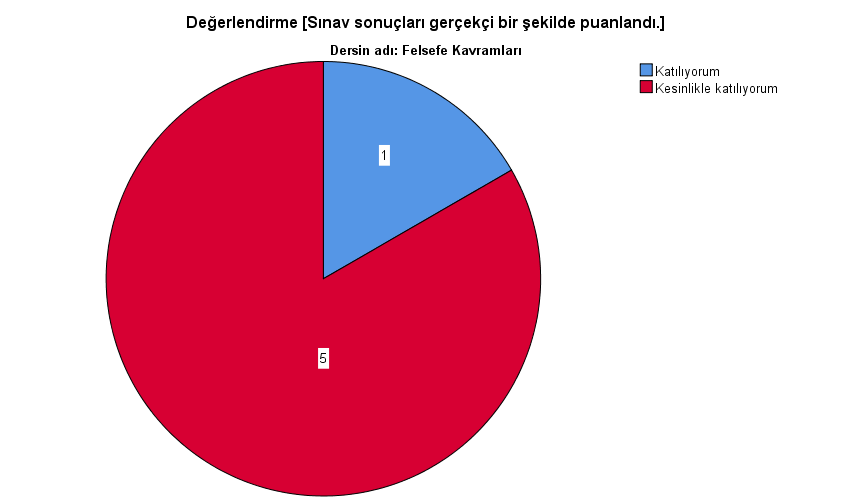 Değerlendirme [Sınav sonuçları gerçekçi bir şekilde puanlandı.]
Dersin adı: Felsefe Kavramları
Katılıyorum
Kesinlikle katılıyorum
1
5